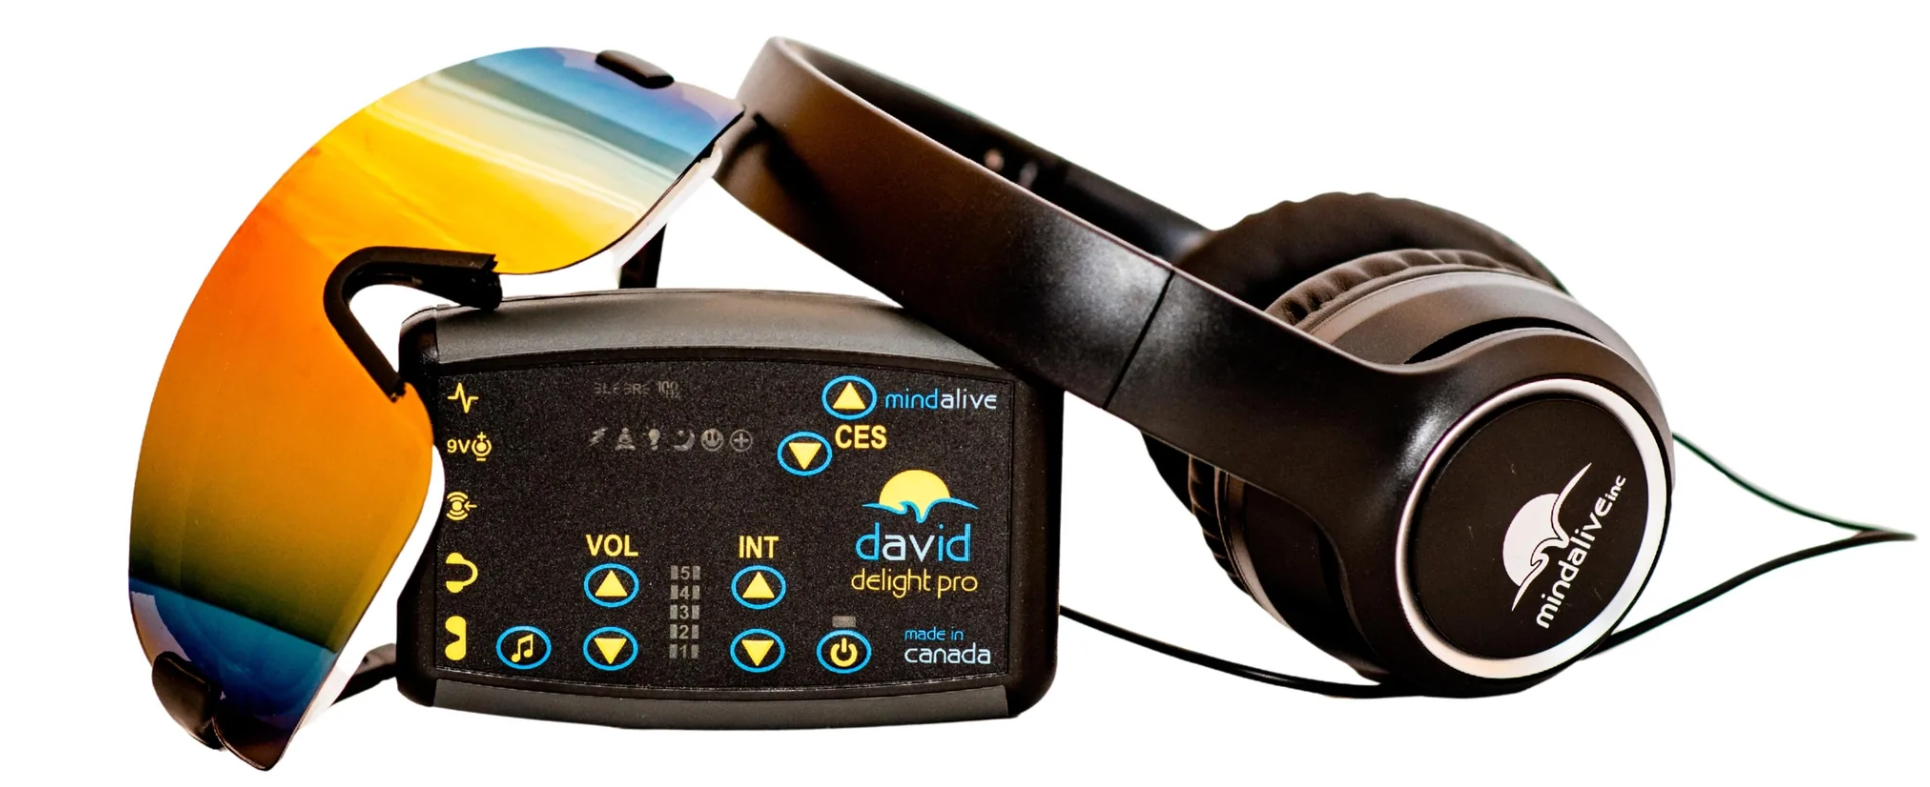 mindalive
CES
9V
david
delight pro
VOL
INT
5
4
3
2
1
made in
canada
mindalive inc